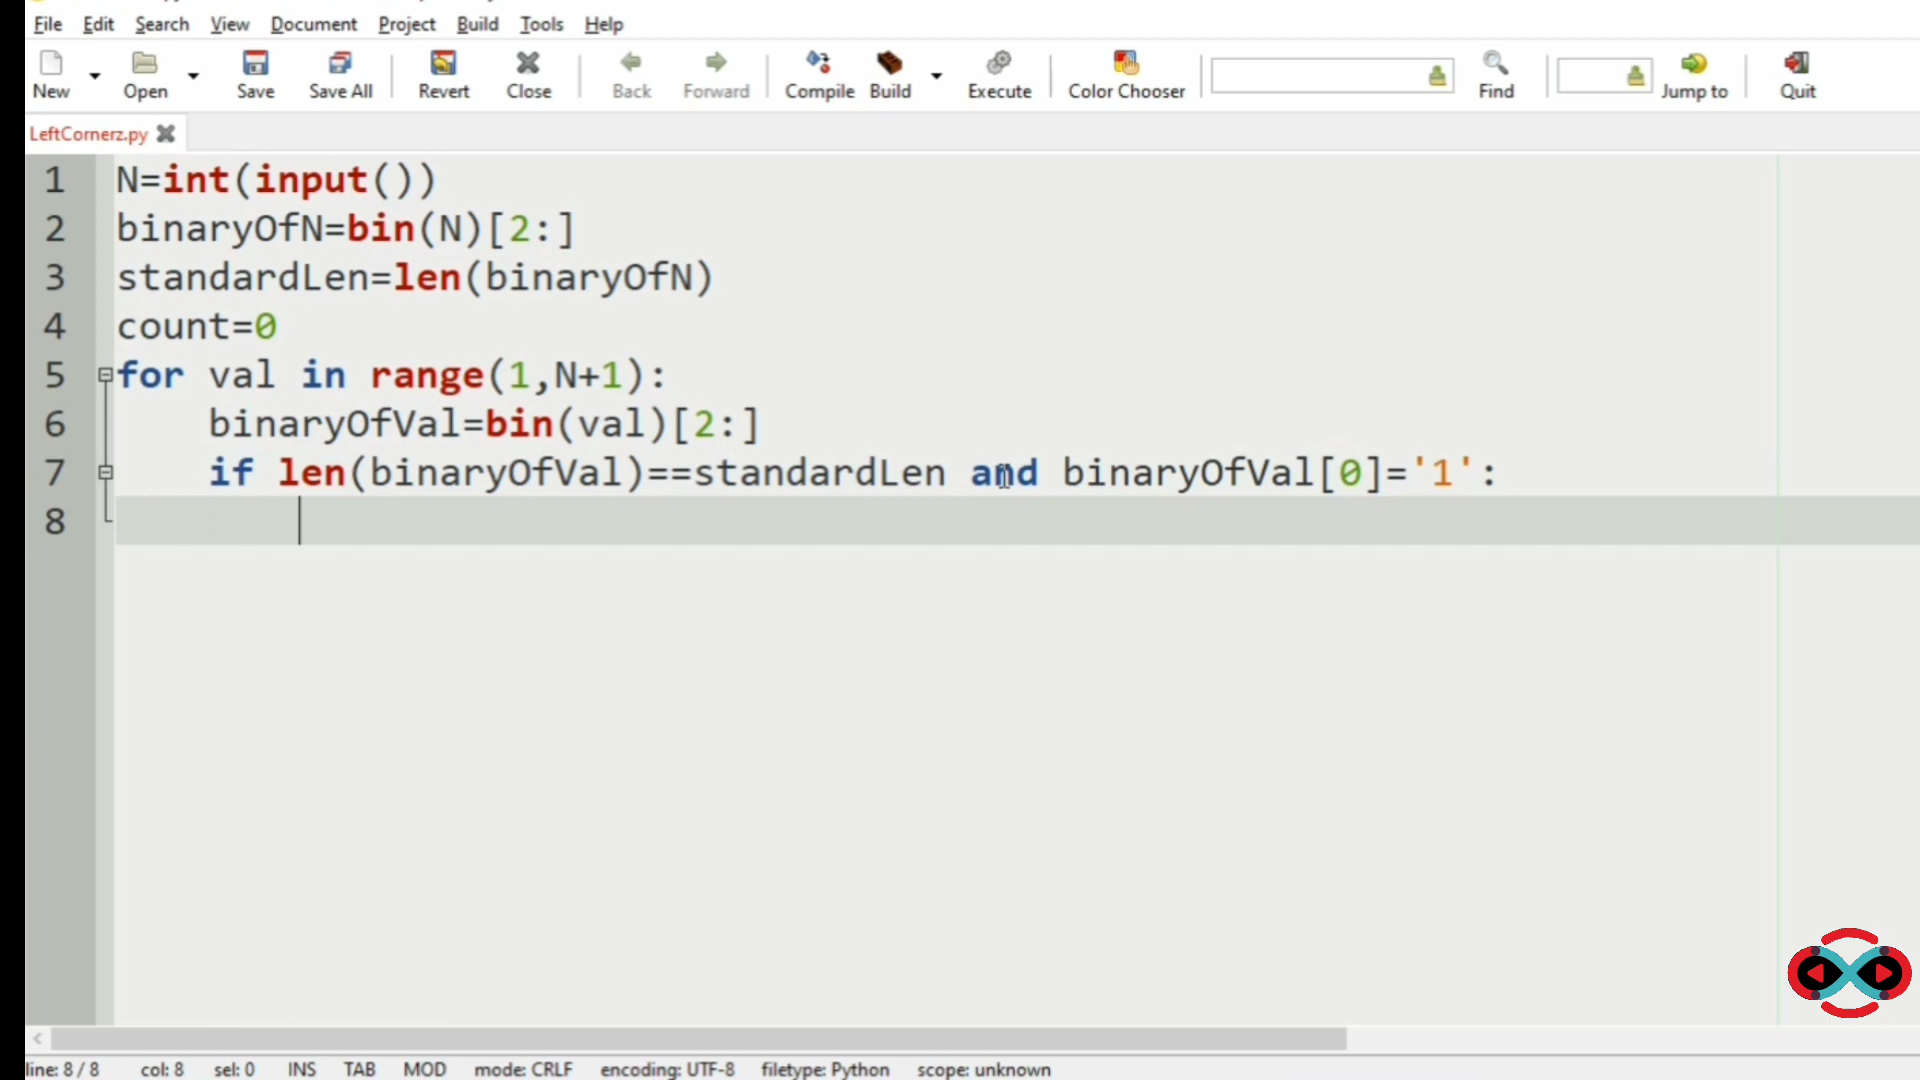 File Edit Search View Document Project Build Tools Help
New Open Save Save All Revert Close Back Forward Compile Build Execute Color Chooser Find Jump to Quit
LeftCornerz.py
1 N=int(input())
2 binaryOfN=bin(N)[2:]
3 standardLen=len(binaryOfN)
4 count=0
5 for val in range(1,N+1):
6 binaryOfVal=bin(val)[2:]
7 if len(binaryOfVal)==standardLen and binaryOfVal[0]='1':
8
line: 8 / 8 col: 8 sel: 0 INS TAB MOD mode: CRLF encoding: UTF-8 filetype: Python scope: unknown